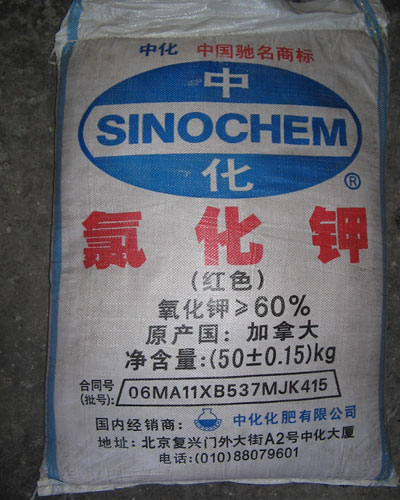 中化 中国驰名商标
中
SINOCHEM
化
®
氯化钾
(红色)
氧化钾≥60%
原产国：加拿大
净含量:(50±0.15)kg
合同号
(批号): 06MA11XB537MJK415
国内经销商： 中化化肥有限公司
地址: 北京复兴门外大街A2号中化大厦
电话: (010)88079601